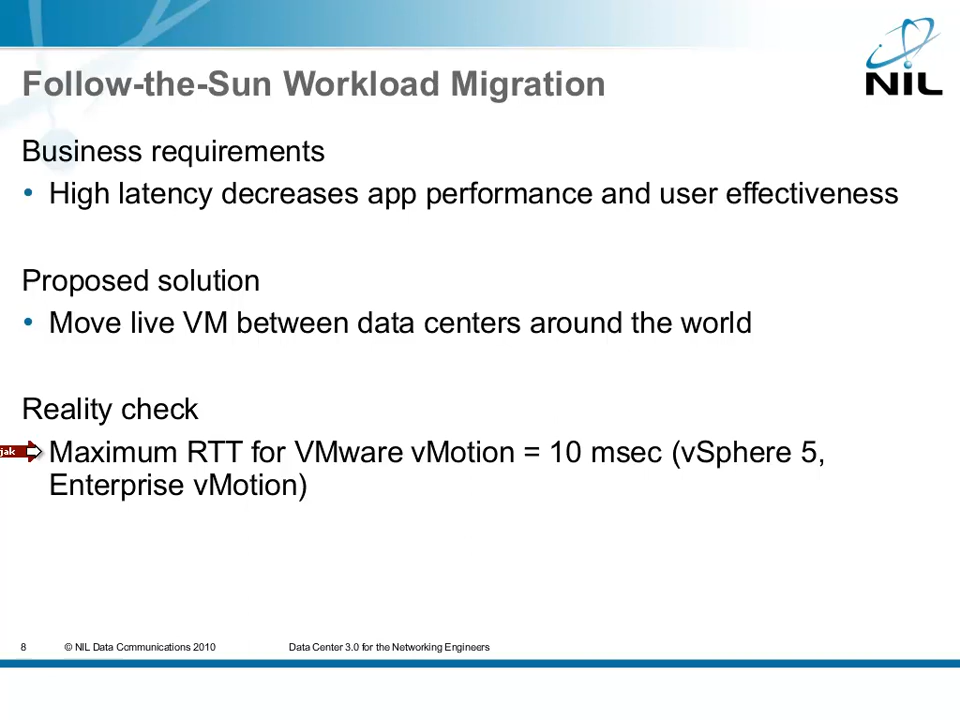 NIL
Follow-the-Sun Workload Migration
Business requirements
• High latency decreases app performance and user effectiveness
Proposed solution
• Move live VM between data centers around the world
Reality check
jak
Maximum RTT for VMware vMotion = 10 msec (vSphere 5,
Enterprise vMotion)
8 © NIL Data Communications 2010 Data Center 3.0 for the Networking Engineers